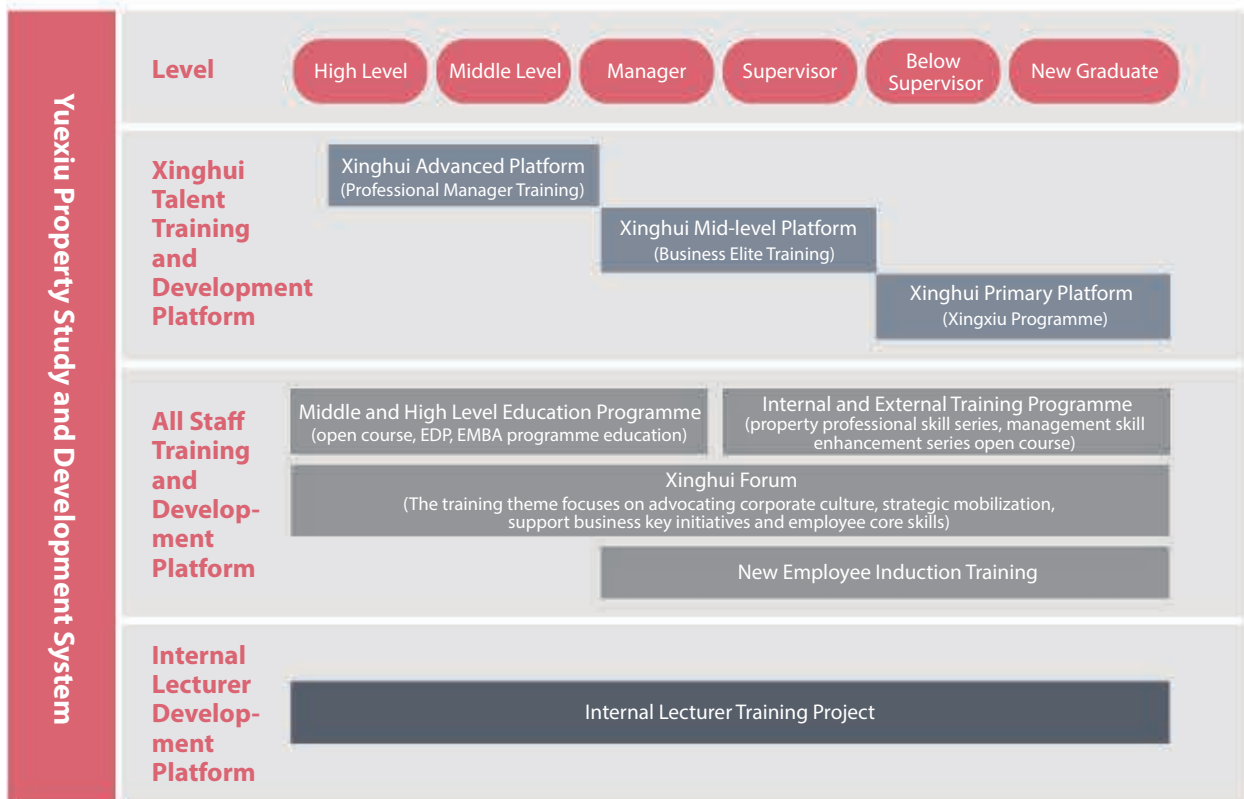 Yuexiu Property Study and Development System
Level
High Level
Middle Level
Manager
Supervisor
Below
Supervisor
New Graduate
Xinghui
Talent
Training
and
Development
Platform
Xinghui Advanced Platform
(Professional Manager Training)
Xinghui Mid-level Platform
(Business Elite Training)
Xinghui Primary Platform
(Xingxiu Programme)
All Staff
Training
and
Develop-
ment
Platform
Middle and High Level Education Programme
(open course, EDP, EMBA programme education)
Internal and External Training Programme
(property professional skill series, management skill
enhancement series open course)
Xinghui Forum
(The training theme focuses on advocating corporate culture, strategic mobilization,
support business key initiatives and employee core skills)
New Employee Induction Training
Internal
Lecturer
Develop-
ment
Platform
Internal Lecturer Training Project